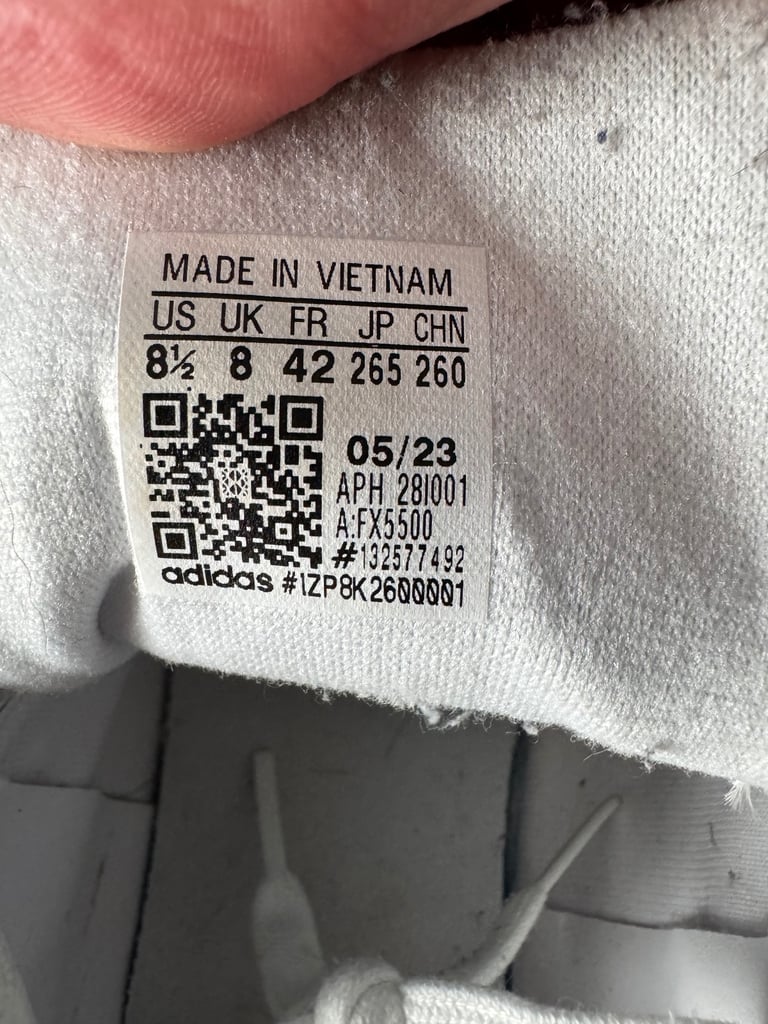 MADE IN VIETNAM
US UK FR JP CHN
8½ 8 42 265 260
05/23
APH 28I001
A:FX5500
#132577492
adidas #1ZP8K2600001